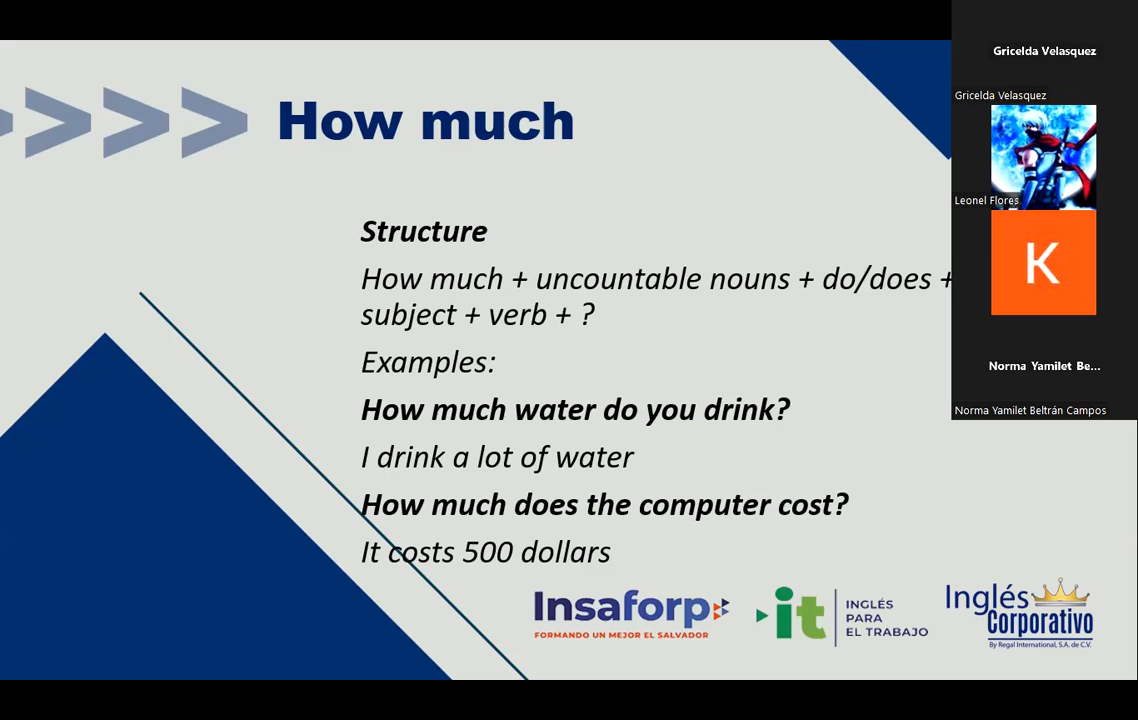 How much
Structure
How much + uncountable nouns + do/does +
subject + verb + ?
Examples:
How much water do you drink?
I drink a lot of water
How much does the computer cost?
It costs 500 dollars
Insaforp
FORMANDO UN MEJOR EL SALVADOR
it
INGLÉS
PARA
EL TRABAJO
Inglés
Corporativo
By Regal International, S.A. de C.V.
Gricelda Velasquez
Gricelda Velasquez
Leonel Flores
K
Norma Yamilet Be...
Norma Yamilet Beltrán Campos